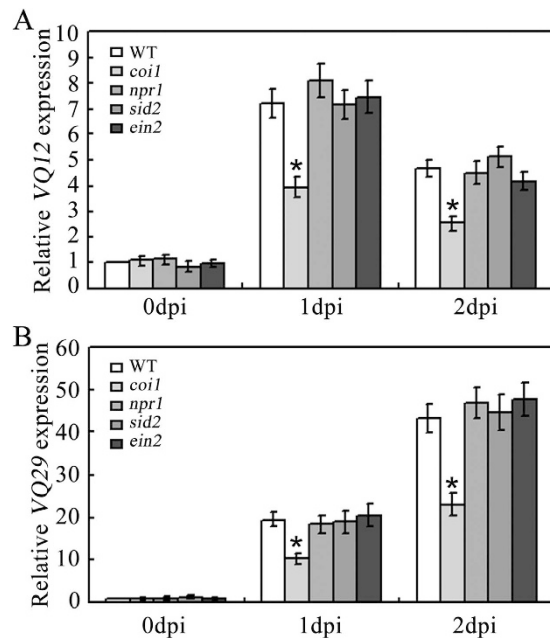 A
Relative VQ12 expression
10
9
8
7
6
5
4
3
2
1
0
WT
coi1
npr1
sid2
ein2
*
*
0dpi 1dpi 2dpi
B
Relative VQ29 expression
60
50
40
30
20
10
0
WT
coi1
npr1
sid2
ein2
*
*
0dpi 1dpi 2dpi